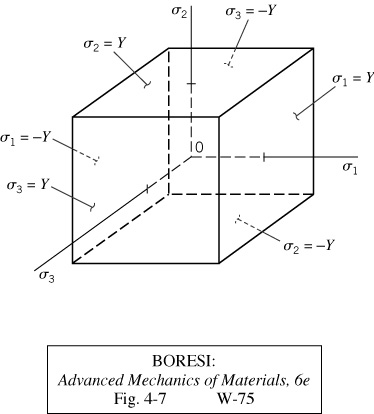 σ₂
σ₃ = –Y
σ₂ = Y
σ₁ = Y
σ₁ = –Y
0
σ₁
σ₃ = Y
σ₂ = –Y
σ₃
BORESI:
Advanced Mechanics of Materials, 6e
Fig. 4-7 W-75